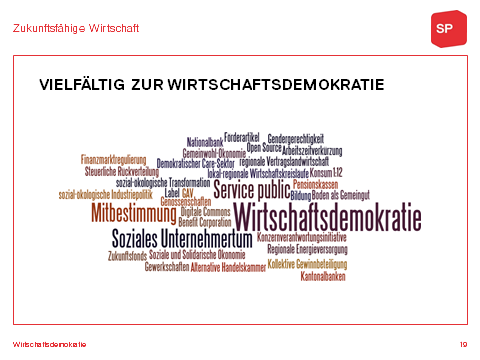 Zukunftsfähige Wirtschaft
SP
VIELFÄLTIG ZUR WIRTSCHAFTSDEMOKRATIE
Nationalbank
Förderartikel
Gendergerechtigkeit
Open Source
Arbeitszeitverkürzung
Gemeinwohl-Ökonomie
Finanzmarktregulierung
Demokratischer Care-Sektor
regionale Vertragslandwirtschaft
Steuerliche Rückverteilung
lokal-regionale Wirtschaftskreisläufe
Konsum
1:12
sozial-ökologische Transformation
Service public
Pensionskassen
sozial-ökologische Industriepolitik
Label
GAV
Bildung
Boden als Gemeingut
Genossenschaften
Mitbestimmung
Digitale Commons
Wirtschaftsdemokratie
Benefit Corporation
Soziales Unternehmertum
Konzernverantwortungsinitiative
Regionale Energieversorgung
Zukunftsfonds
Soziale und Solidarische Ökonomie
Gewerkschaften
Alternative Handelskammer
Kollektive Gewinnbeteiligung
Kantonalbanken
Wirtschaftsdemokratie
19